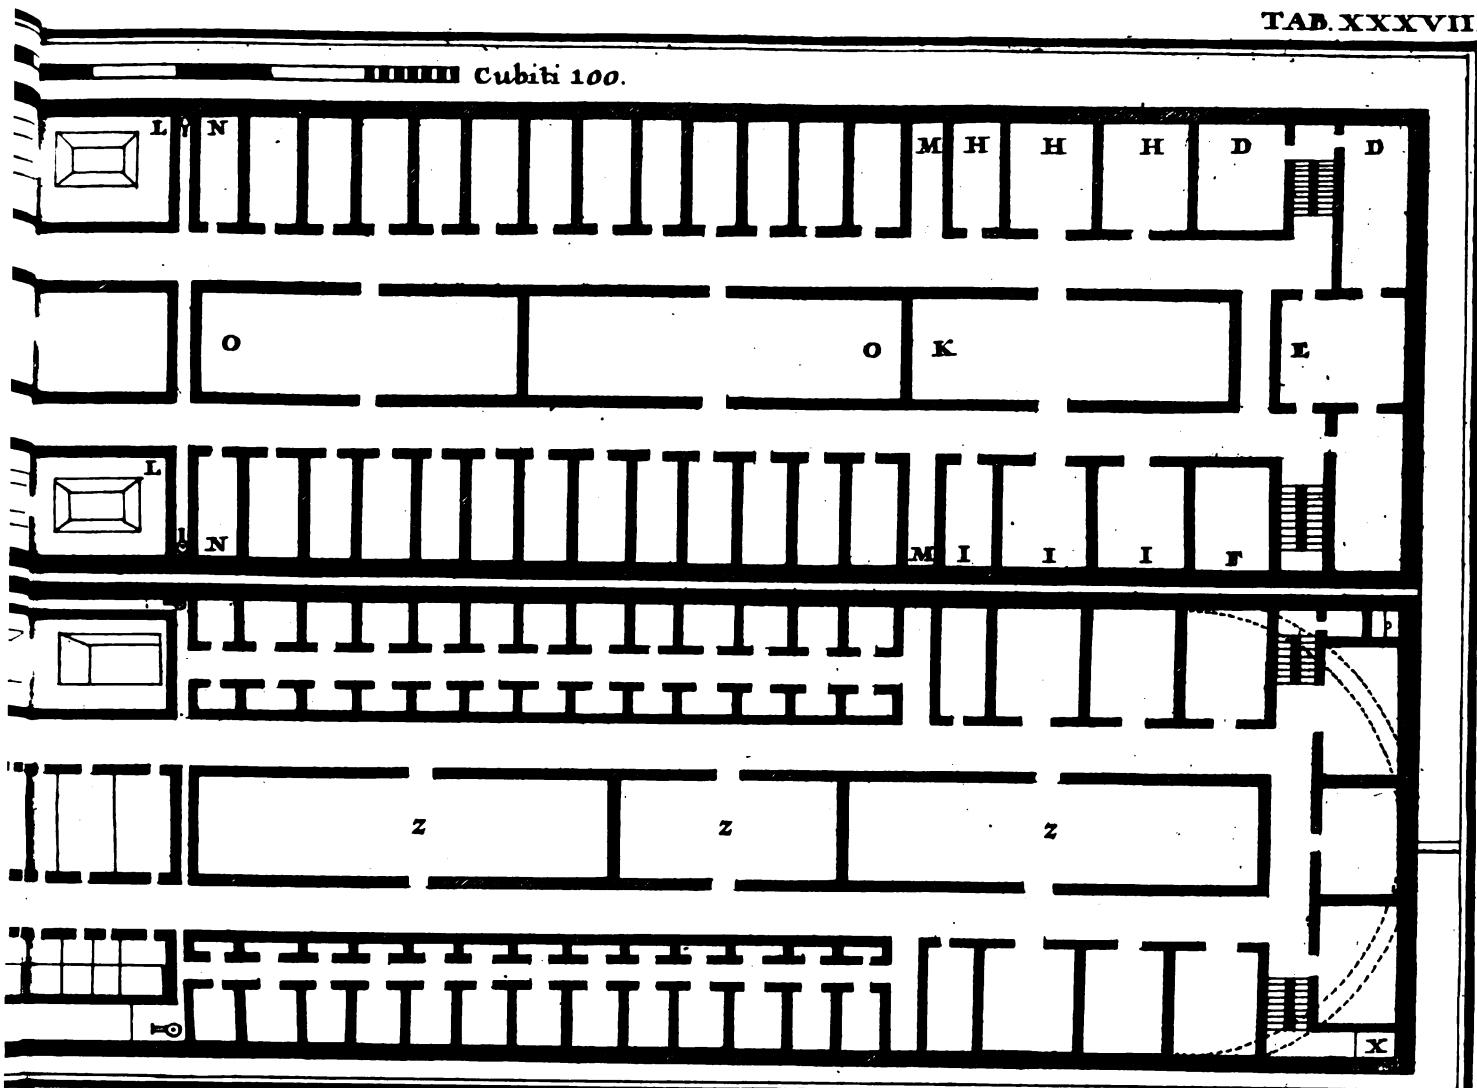 TAB. XXXVII
Cubiti 100.
L N M H H H D D
O O K E
L
N M I I I F
Z Z Z
X